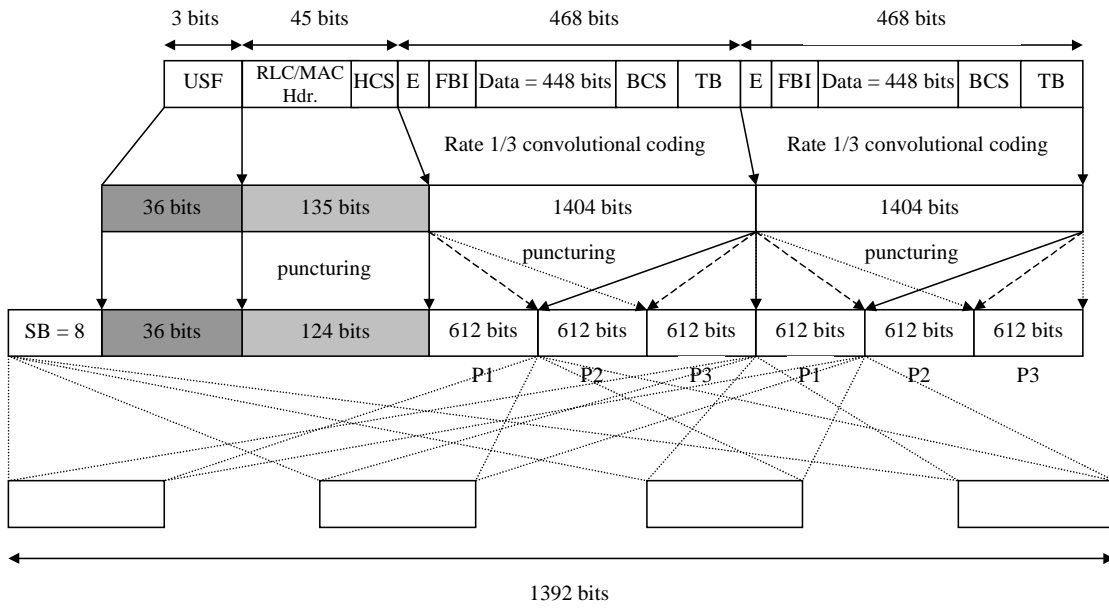 3 bits 45 bits 468 bits 468 bits
USF RLC/MAC Hdr. HCS E FBI Data = 448 bits BCS TB E FBI Data = 448 bits BCS TB
Rate 1/3 convolutional coding Rate 1/3 convolutional coding
36 bits 135 bits 1404 bits 1404 bits
puncturing puncturing puncturing
SB = 8 36 bits 124 bits 612 bits 612 bits 612 bits 612 bits 612 bits 612 bits
P1 P2 P3 P1 P2 P3
1392 bits